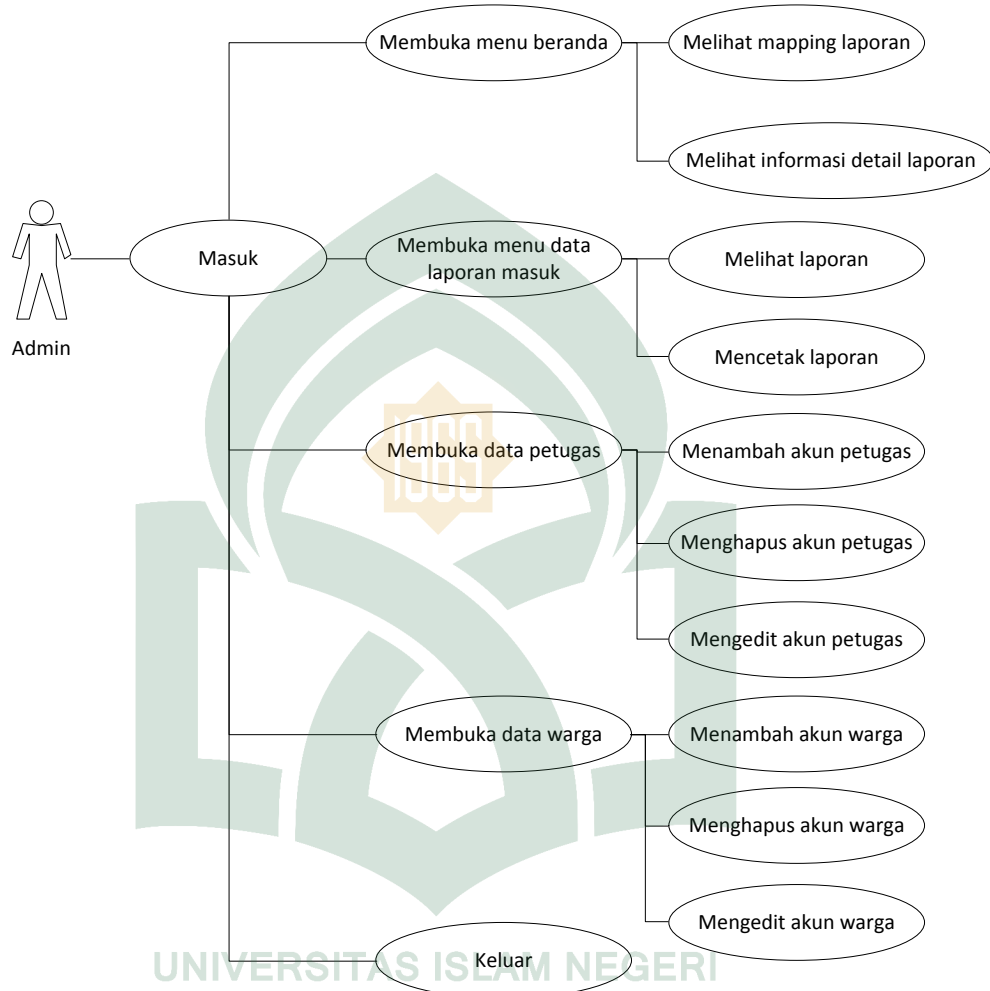 Membuka menu beranda
Melihat mapping laporan
Melihat informasi detail laporan
Admin
Masuk
Membuka menu data
laporan masuk
Melihat laporan
Mencetak laporan
1965
Membuka data petugas
Menambah akun petugas
Menghapus akun petugas
Mengedit akun petugas
Membuka data warga
Menambah akun warga
Menghapus akun warga
Mengedit akun warga
Keluar
UNIVERSITAS ISLAM NEGERI